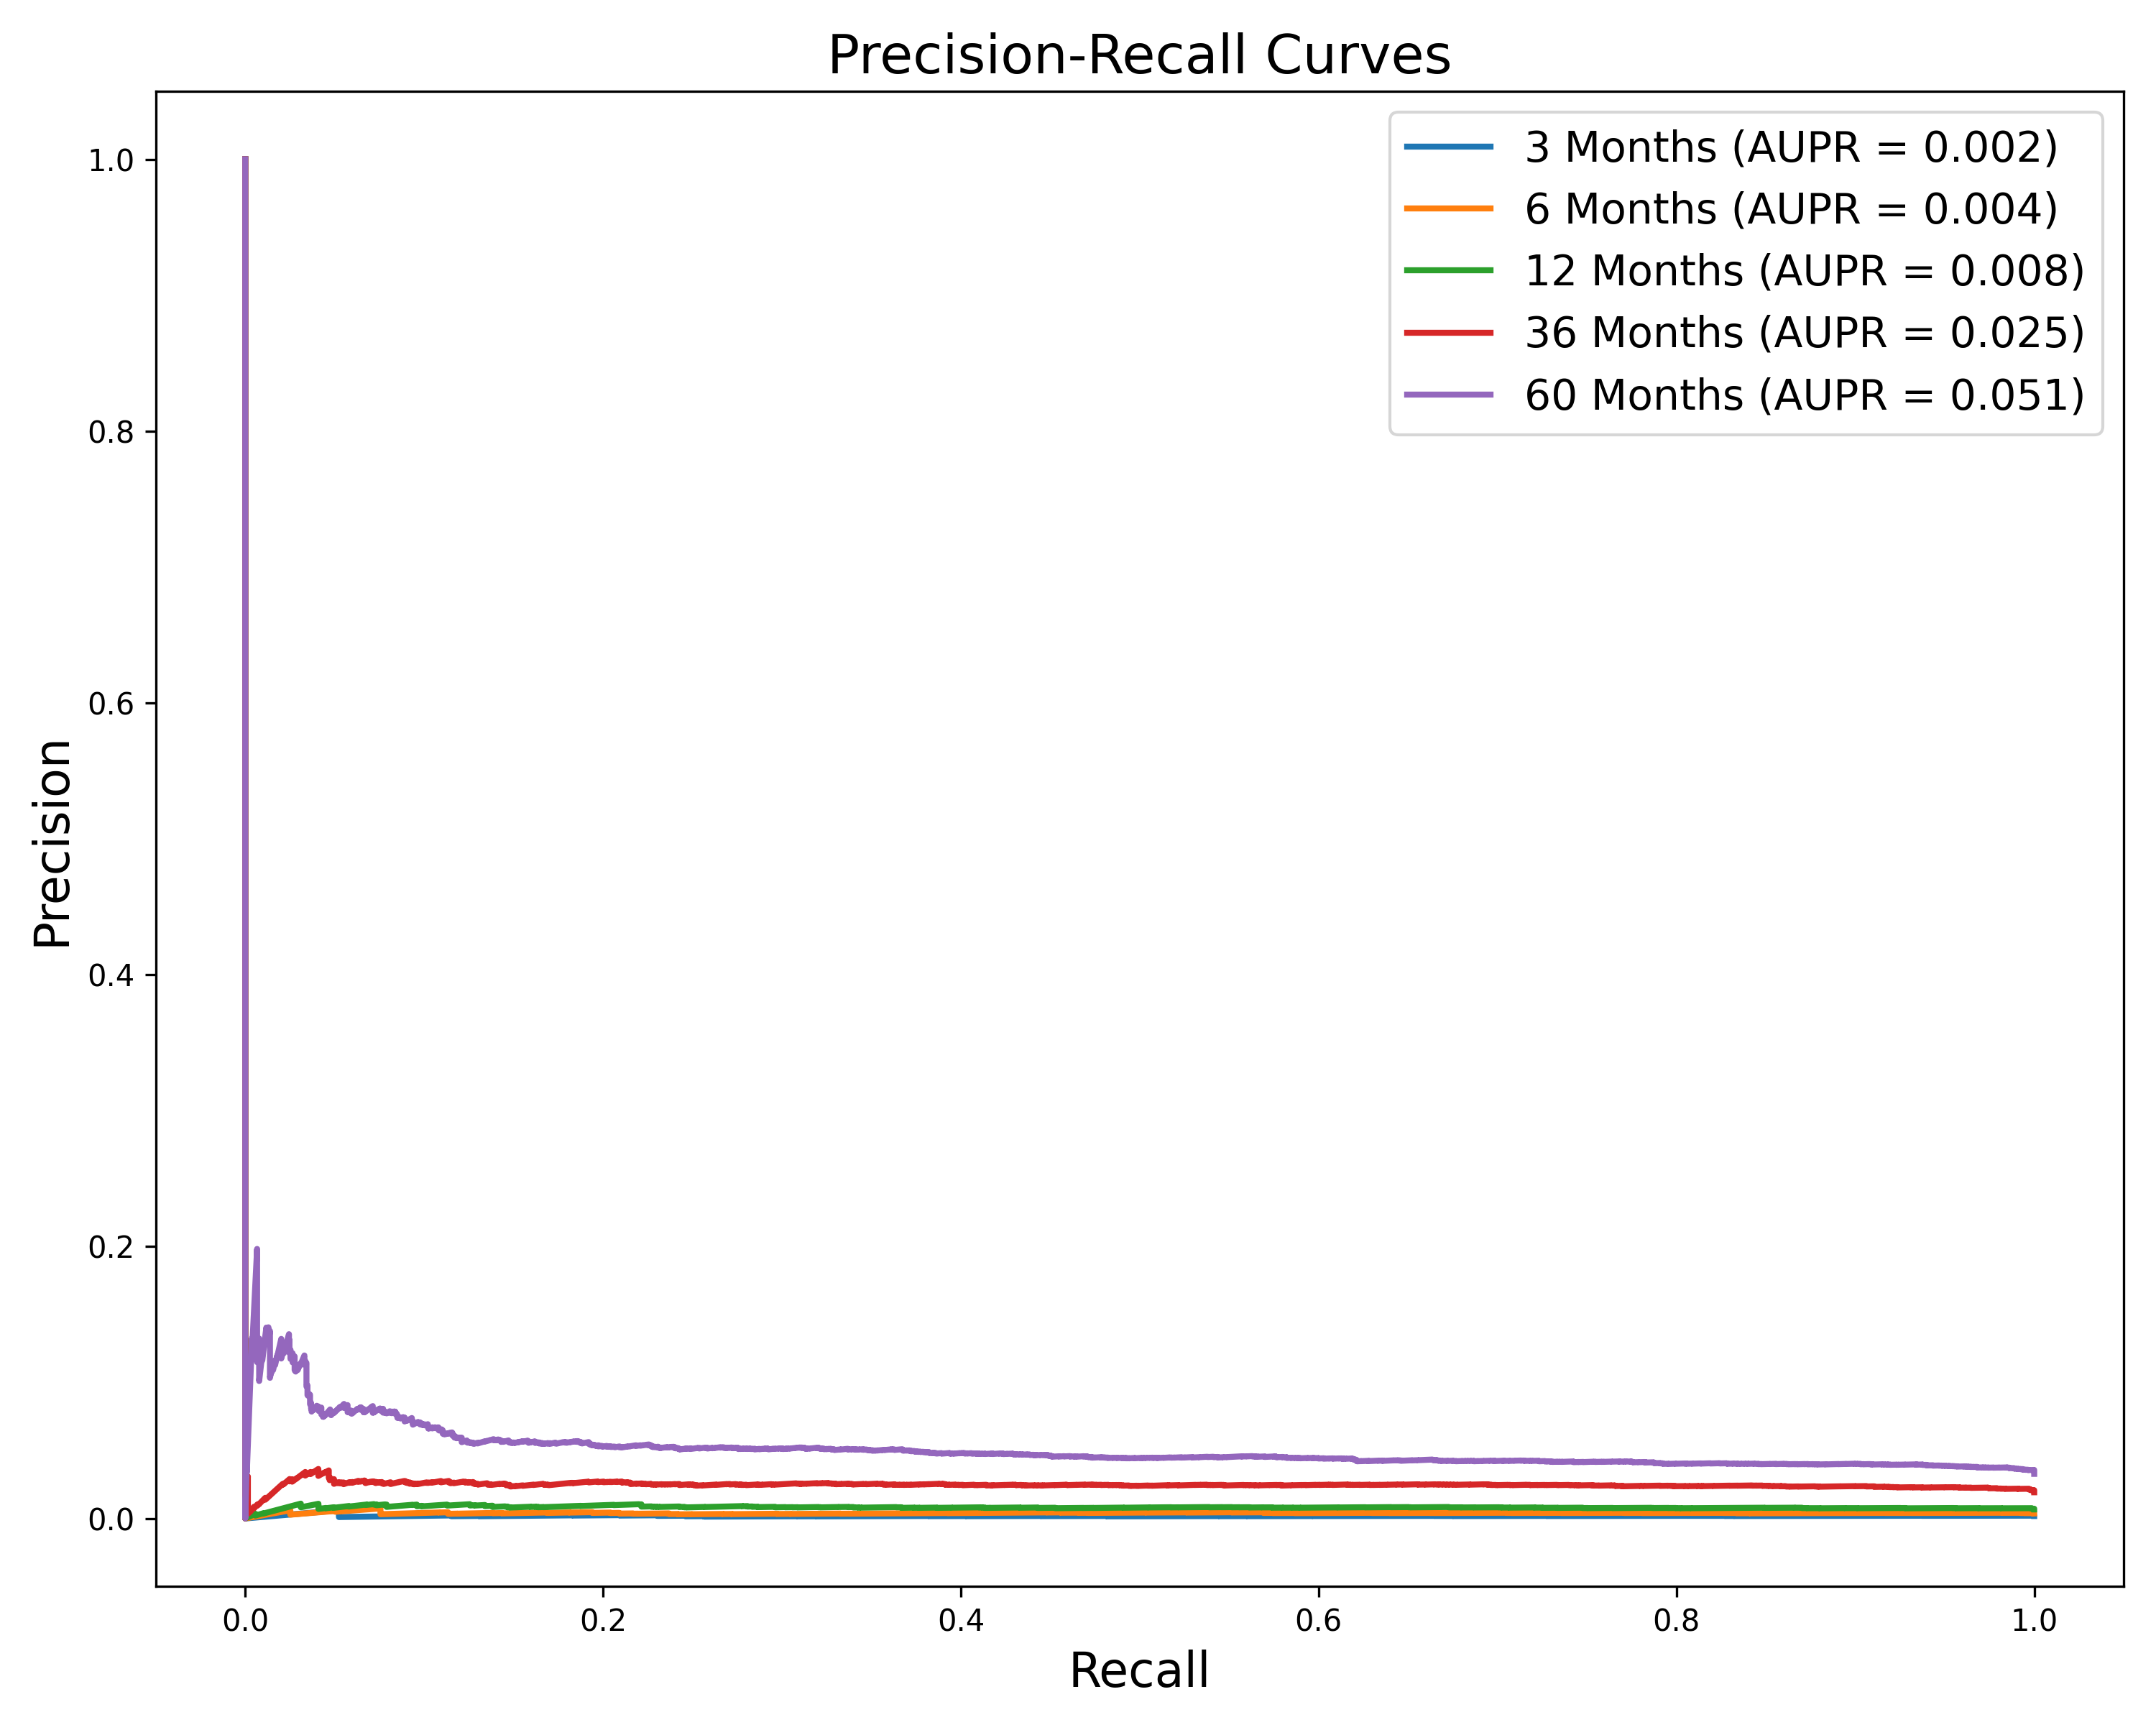 Precision-Recall Curves
3 Months (AUPR = 0.002)
6 Months (AUPR = 0.004)
12 Months (AUPR = 0.008)
36 Months (AUPR = 0.025)
60 Months (AUPR = 0.051)
Precision
1.0
0.8
0.6
0.4
0.2
0.0
0.0 0.2 0.4 0.6 0.8 1.0
Recall